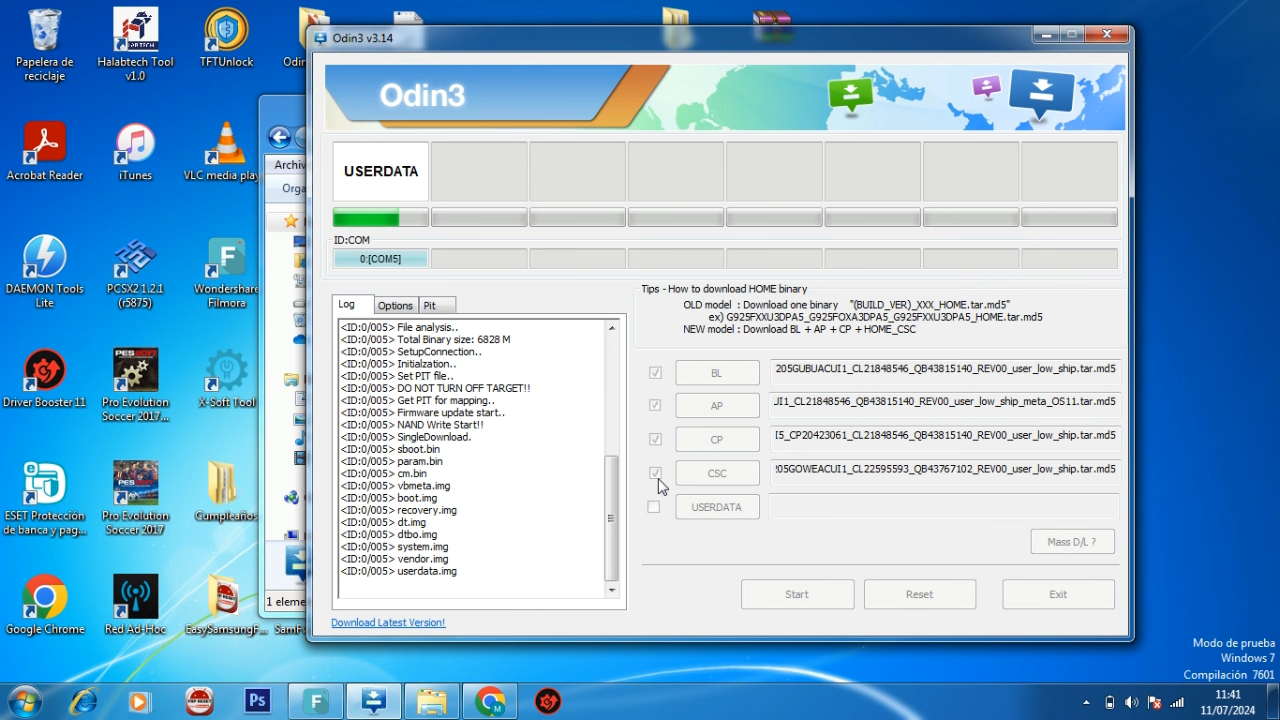 Papelera de
reciclaje
Halabtech Tool
v1.0
TFTUnlock
Acrobat Reader
iTunes
VLC media play
DAEMON Tools
Lite
PCSX2 1.2.1
(r5875)
Wondershare
Filmora
Driver Booster 11
Pro Evolution
Soccer 2017...
X-Soft Tool
ESET Protección
de banca y pag...
Pro Evolution
Soccer 2017
Cumpleaños
Google Chrome
Red Ad-Hoc
EasySamsungF...
Archiv
Orga
1 eleme
Odin3 v3.14
Odin3
USERDATA
ID:COM
0:[COM5]
Log
Options
Pit
<ID:0/005> File analysis..
<ID:0/005> Total Binary size: 6828 M
<ID:0/005> SetupConnection..
<ID:0/005> Initialzation..
<ID:0/005> Set PIT file..
<ID:0/005> DO NOT TURN OFF TARGET!!
<ID:0/005> Get PIT for mapping..
<ID:0/005> Firmware update start..
<ID:0/005> NAND Write Start!!
<ID:0/005> SingleDownload.
<ID:0/005> sboot.bin
<ID:0/005> param.bin
<ID:0/005> cm.bin
<ID:0/005> vbmeta.img
<ID:0/005> boot.img
<ID:0/005> recovery.img
<ID:0/005> dt.img
<ID:0/005> dtbo.img
<ID:0/005> system.img
<ID:0/005> vendor.img
<ID:0/005> userdata.img
Download Latest Version!
Tips - How to download HOME binary
OLD model : Download one binary "(BUILD_VER)_XXX_HOME.tar.md5"
ex) G925FXXU3DPA5_G925FOXA3DPA5_G925FXXU3DPA5_HOME.tar.md5
NEW model : Download BL + AP + CP + HOME_CSC
BL
205GUBUACUI1_CL21848546_QB43815140_REV00_user_low_ship.tar.md5
AP
JI1_CL21848546_QB43815140_REV00_user_low_ship_meta_OS11.tar.md5
CP
I5_CP20423061_CL21848546_QB43815140_REV00_user_low_ship.tar.md5
CSC
205GOWEACUI1_CL22595593_QB43767102_REV00_user_low_ship.tar.md5
USERDATA
Mass D/L ?
Start
Reset
Exit
Modo de prueba
Windows 7
Compilación 7601
Ps
11:41
11/07/2024